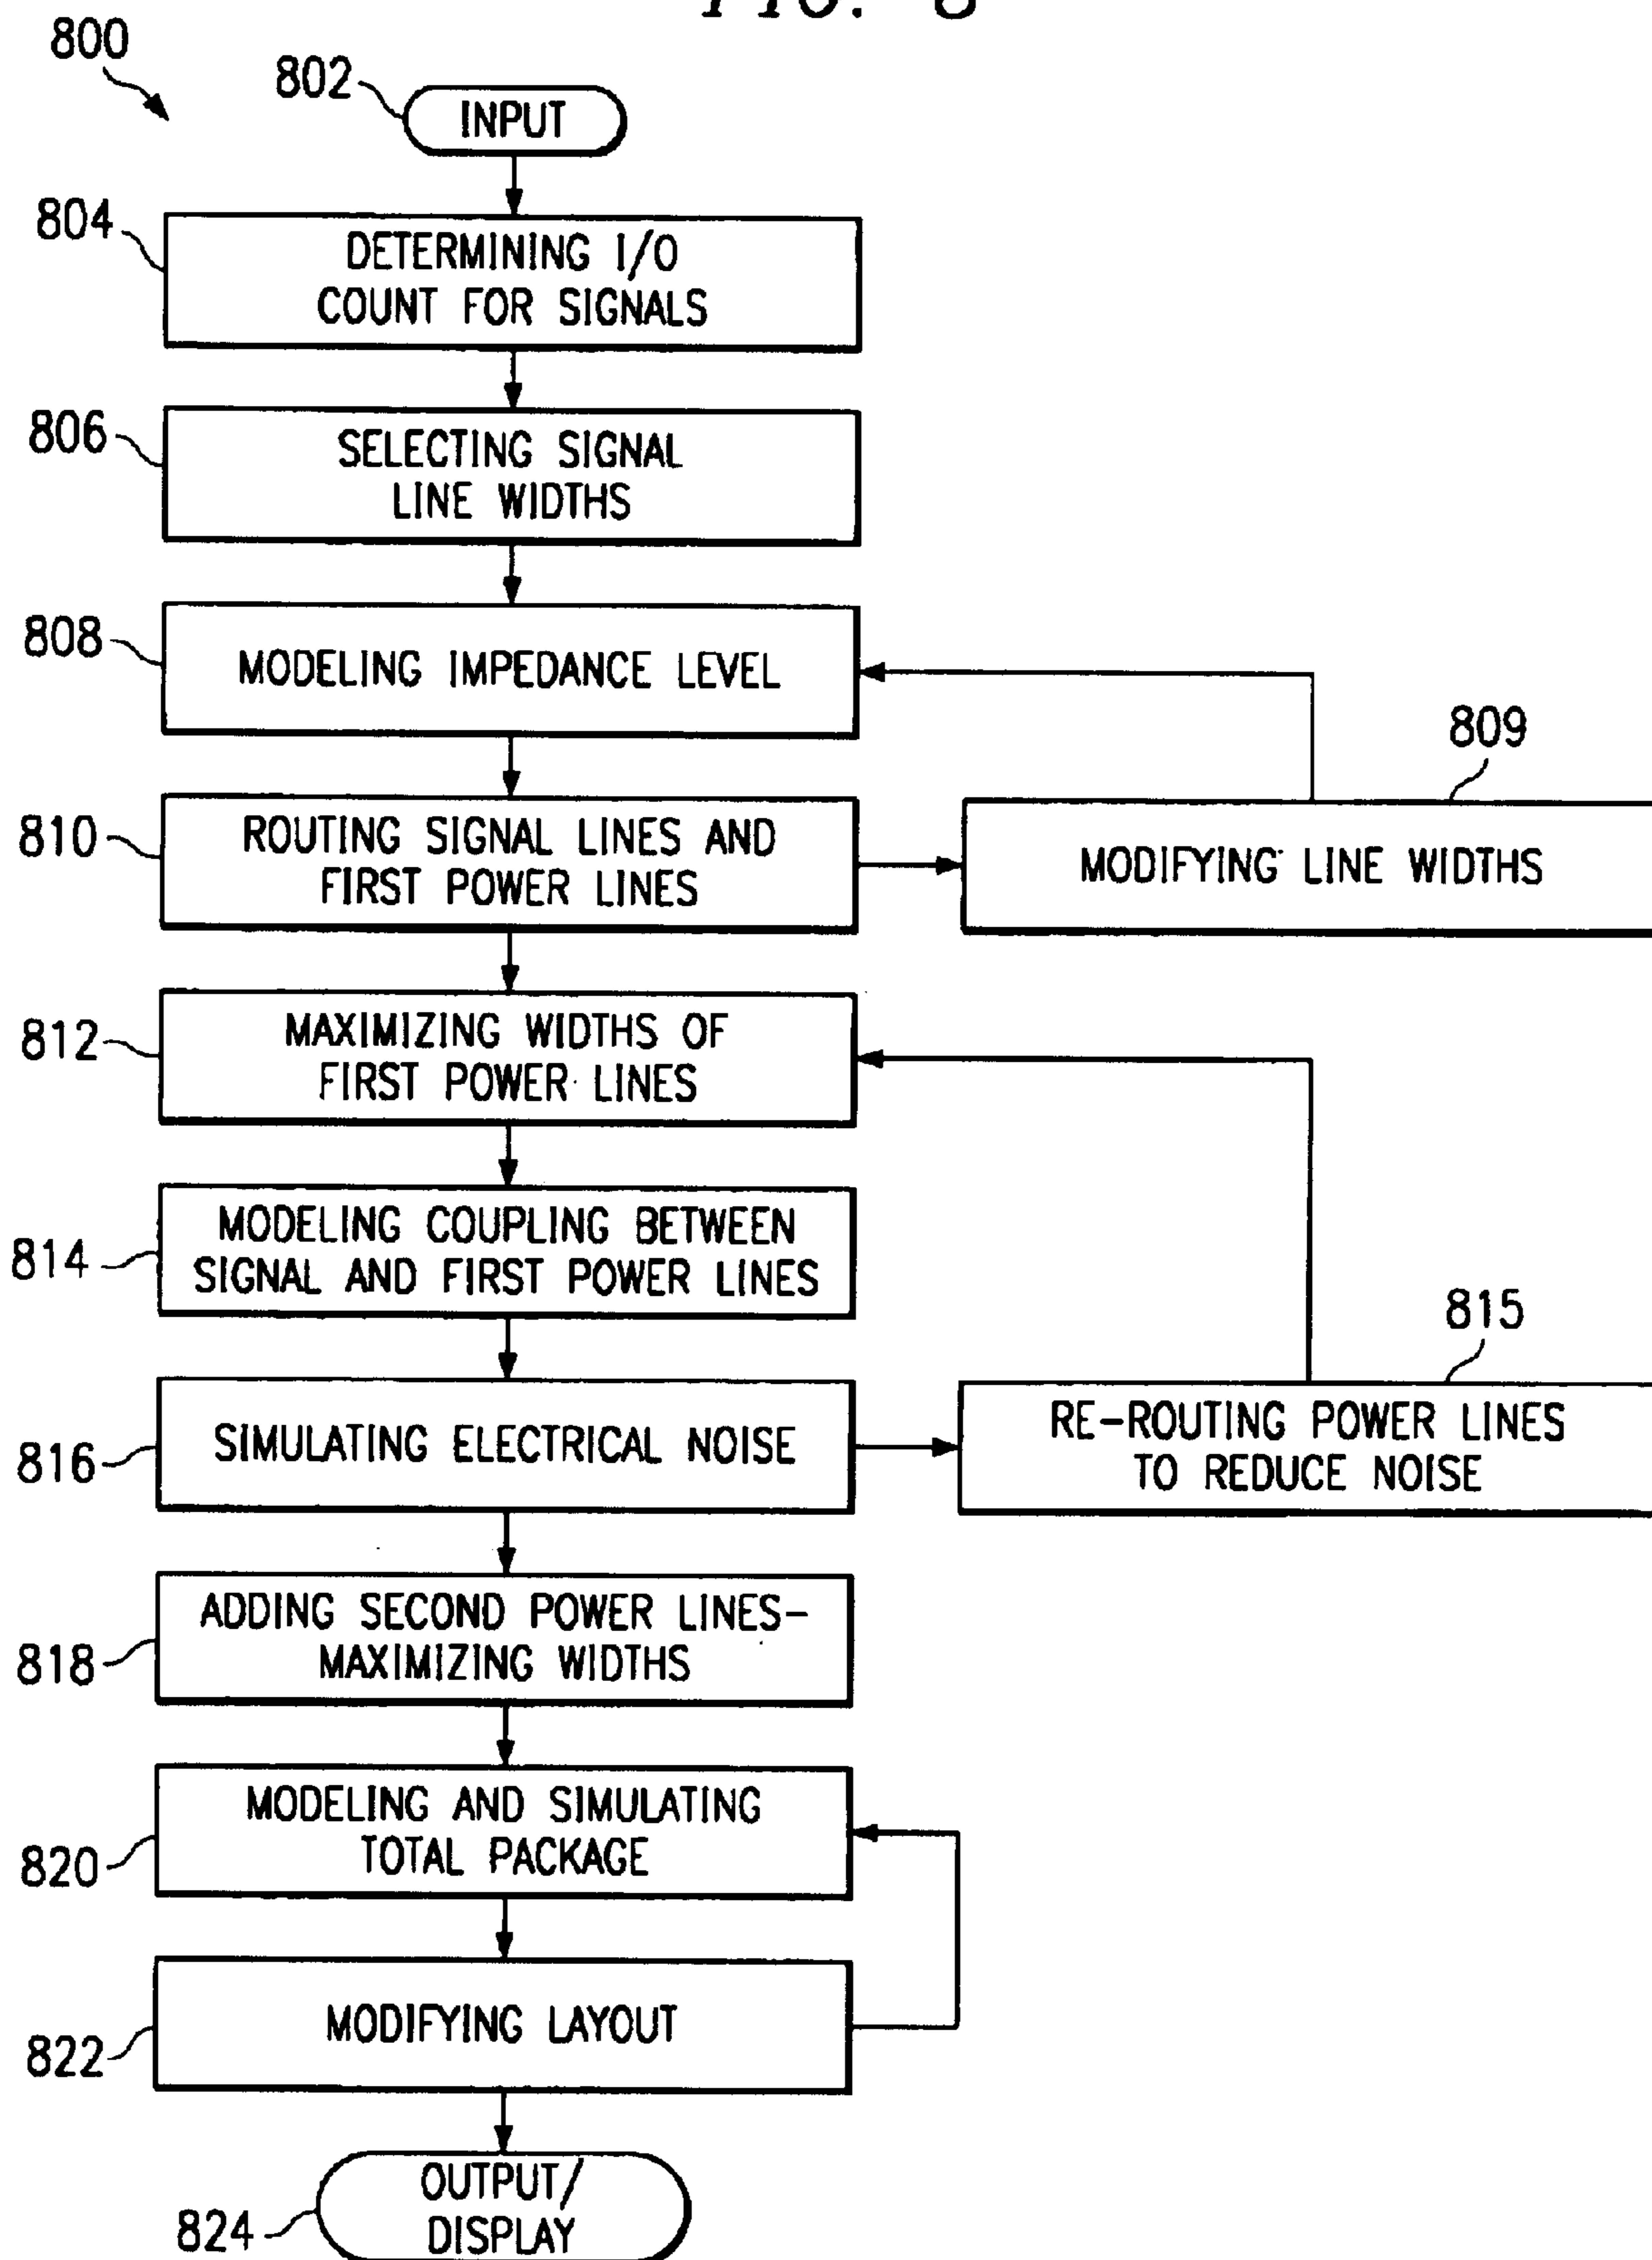 FIG. 8
800
802
INPUT
804
DETERMINING I/O
COUNT FOR SIGNALS
806
SELECTING SIGNAL
LINE WIDTHS
808
MODELING IMPEDANCE LEVEL
809
810
ROUTING SIGNAL LINES AND
FIRST POWER LINES
MODIFYING LINE WIDTHS
812
MAXIMIZING WIDTHS OF
FIRST POWER LINES
814
MODELING COUPLING BETWEEN
SIGNAL AND FIRST POWER LINES
815
816
SIMULATING ELECTRICAL NOISE
RE-ROUTING POWER LINES
TO REDUCE NOISE
818
ADDING SECOND POWER LINES-
MAXIMIZING WIDTHS
820
MODELING AND SIMULATING
TOTAL PACKAGE
822
MODIFYING LAYOUT
824
OUTPUT/
DISPLAY